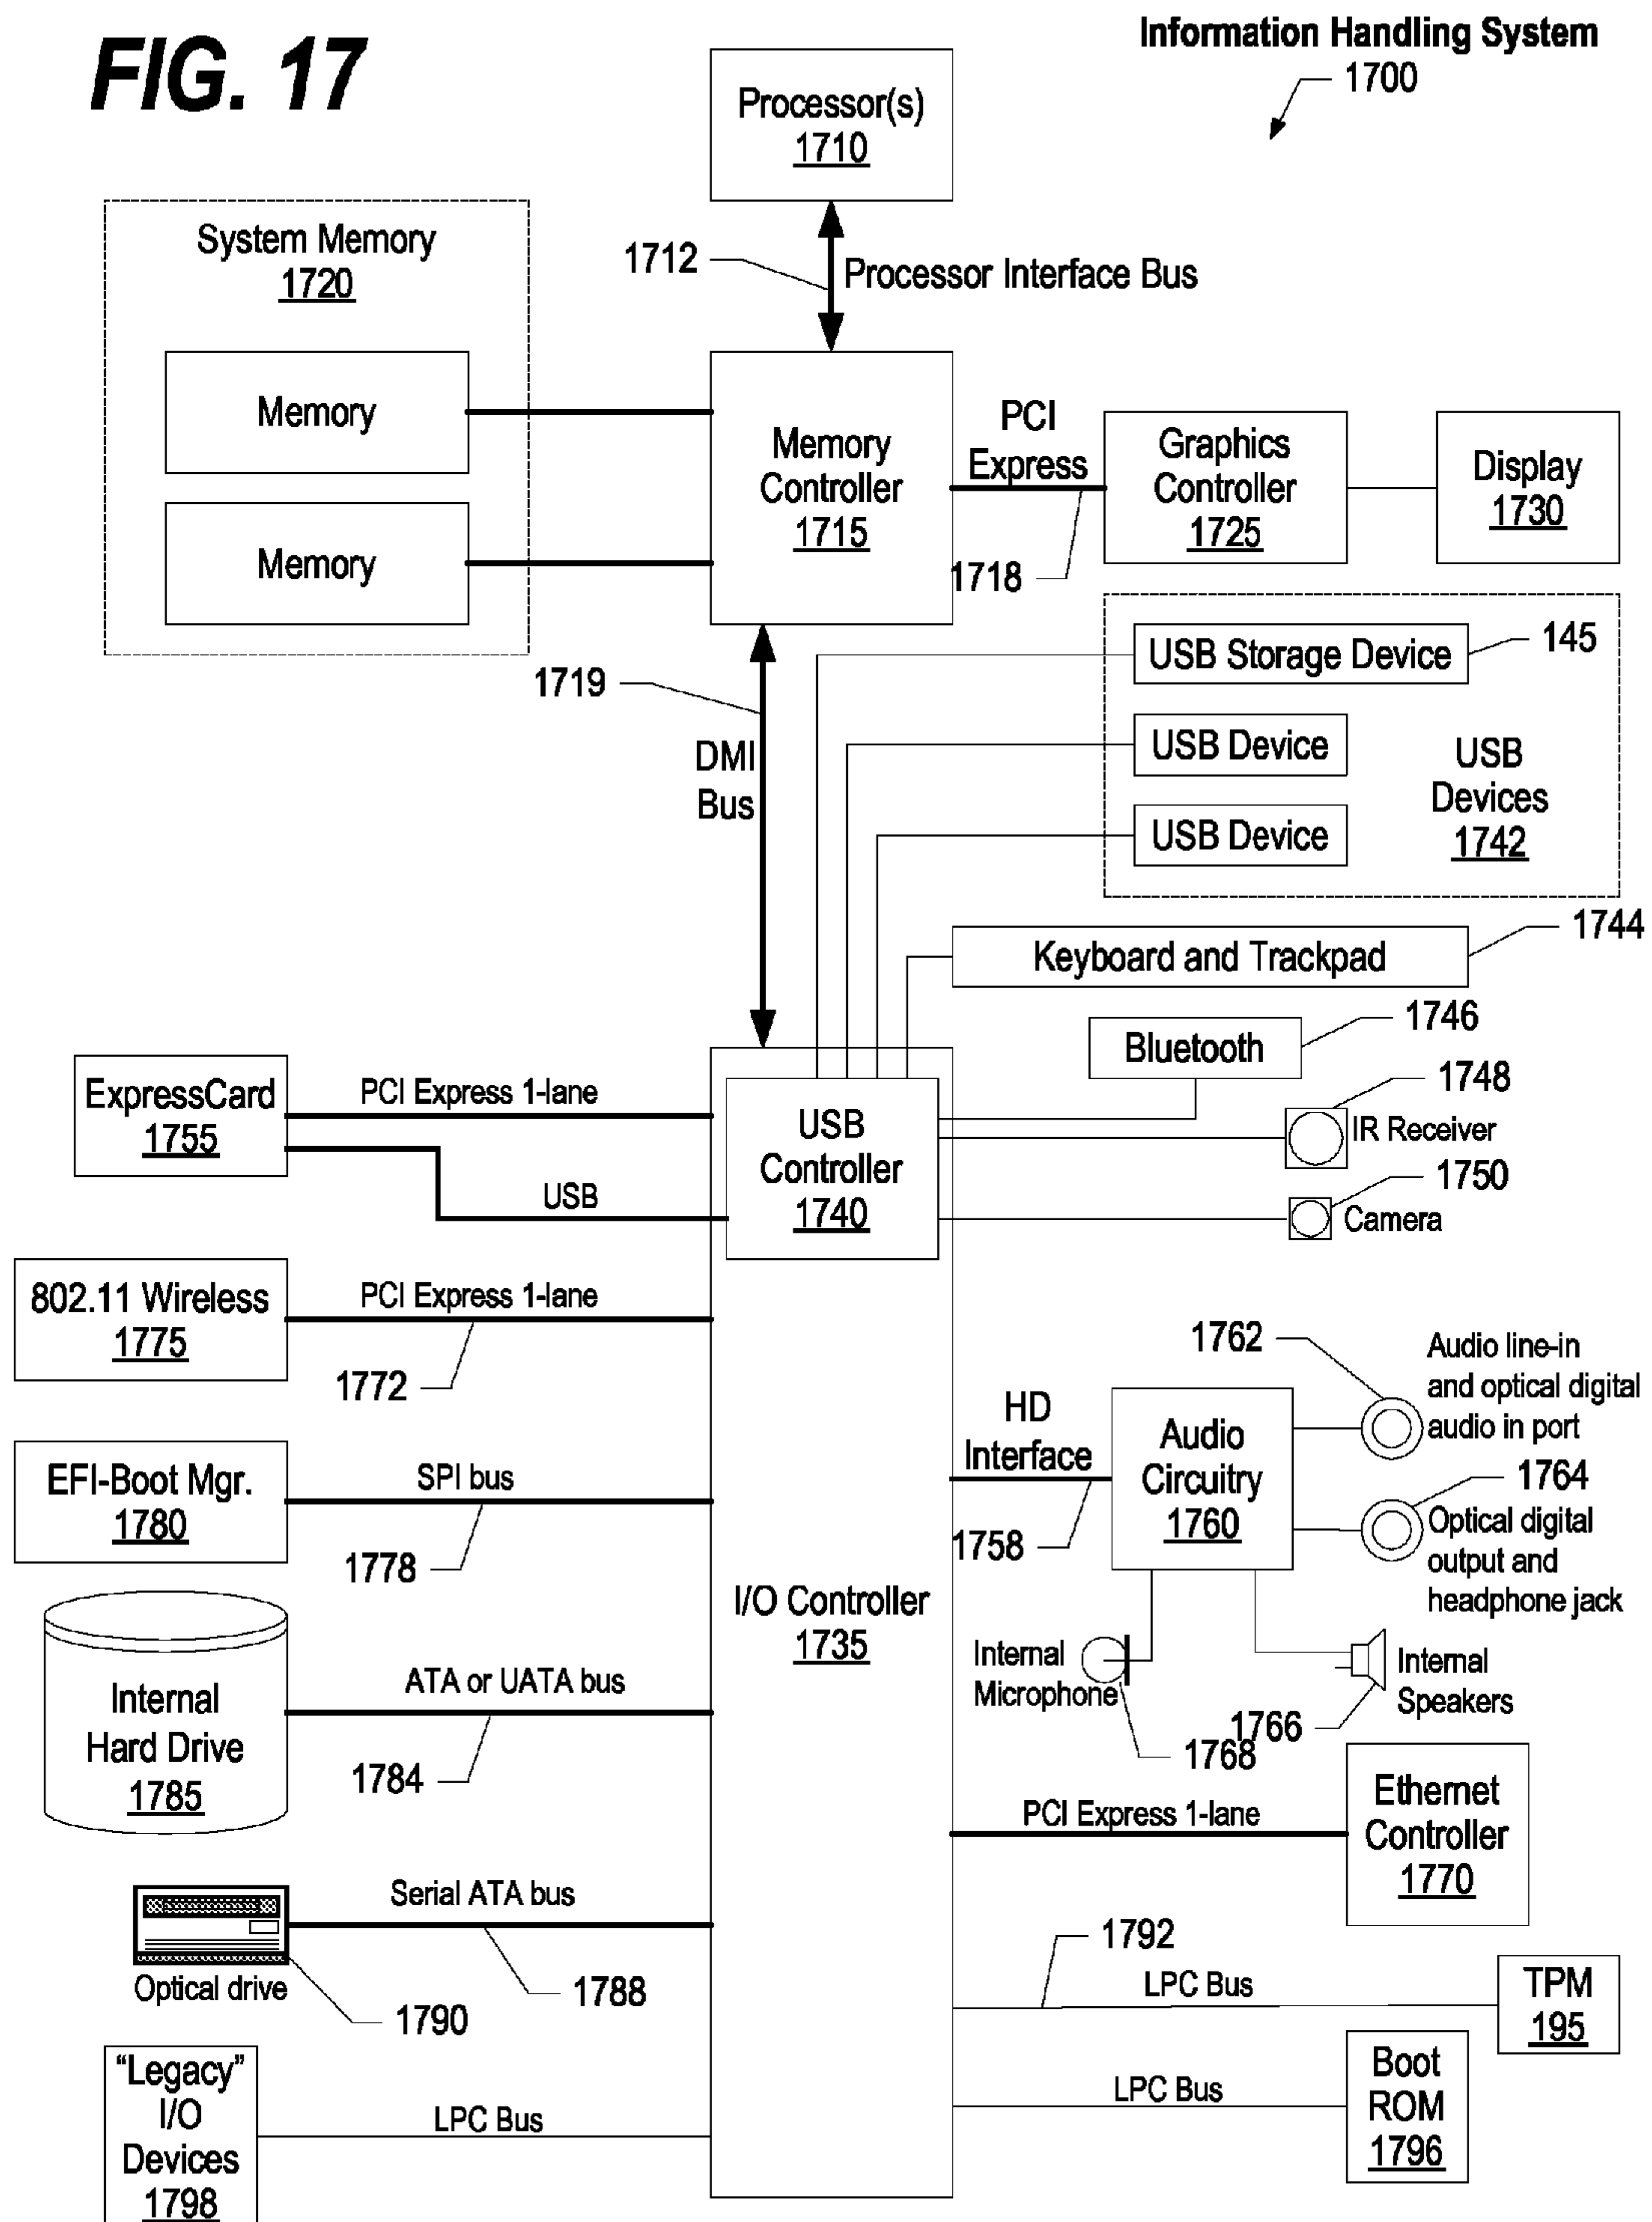 FIG. 17
Information Handling System
1700
Processor(s)
1710
1712
Processor Interface Bus
System Memory
1720
Memory
Memory
Memory
Controller
1715
PCI
Express
1718
Graphics
Controller
1725
Display
1730
1719
DMI
Bus
USB Storage Device
145
USB Device
USB Device
USB
Devices
1742
Keyboard and Trackpad
1744
Bluetooth
1746
1748
IR Receiver
1750
Camera
USB
Controller
1740
ExpressCard
1755
PCI Express 1-lane
USB
802.11 Wireless
1775
PCI Express 1-lane
1772
EFI-Boot Mgr.
1780
SPI bus
1778
HD
Interface
1758
Audio
Circuitry
1760
1762
Audio line-in
and optical digital
audio in port
1764
Optical digital
output and
headphone jack
I/O Controller
1735
Internal
Microphone
1768
Internal
Speakers
1766
Internal
Hard Drive
1785
ATA or UATA bus
1784
PCI Express 1-lane
Ethernet
Controller
1770
Serial ATA bus
1788
Optical drive
1790
1792
LPC Bus
TPM
195
LPC Bus
Boot
ROM
1796
"Legacy"
I/O
Devices
1798
LPC Bus